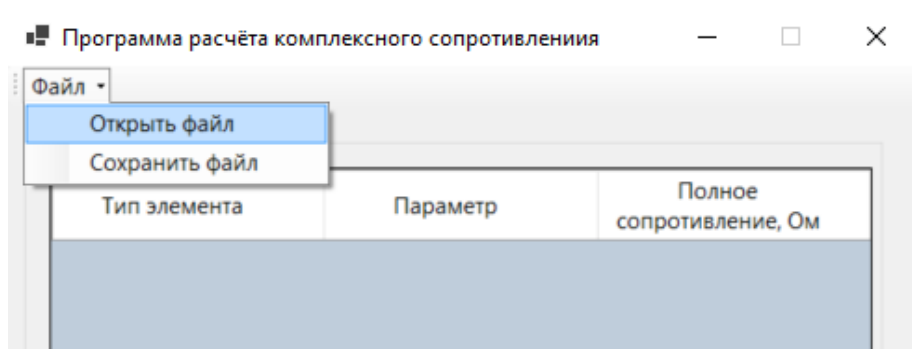 Программа расчёта комплексного сопротивлениия
Файл
Открыть файл
Сохранить файл
Тип элемента
Параметр
Полное
сопротивление, Ом